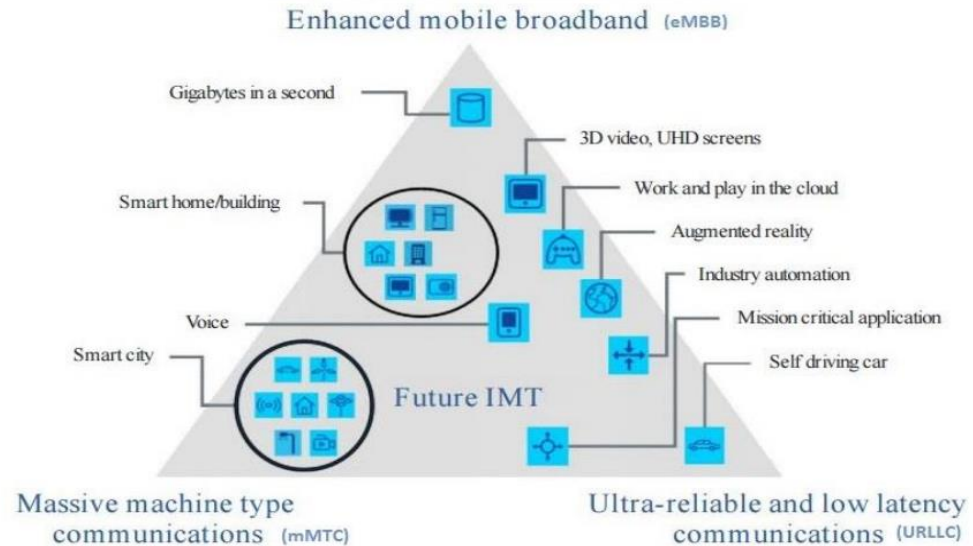 Enhanced mobile broadband (eMBB)
Gigabytes in a second
3D video, UHD screens
Smart home/building
Work and play in the cloud
Augmented reality
Industry automation
Voice
Mission critical application
Smart city
Self driving car
Future IMT
Massive machine type
communications (mMTC)
Ultra-reliable and low latency
communications (URLLC)